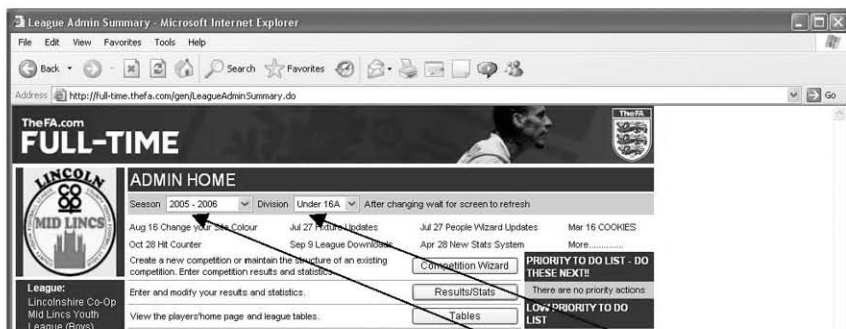 League Admin Summary - Microsoft Internet Explorer
File Edit View Favorites Tools Help
Back Search Favorites
Address http://full-time.thefa.com/gen/LeagueAdminSummary.do Go
TheFA.com
FULL-TIME
TheFA
LINCOLN
MID LINCS
ADMIN HOME
Season 2005 - 2006 Division Under 16A After changing wait for screen to refresh
Aug 16 Change your Site Colour Jul 27 Fixture Updates Jul 27 People Wizard Updates Mar 16 COOKIES
Oct 28 Hit Counter Sep 9 League Downloads Apr 28 New Stats System More.............
Create a new competition or maintain the structure of an existing
competition. Enter competition results and statistics
Competition Wizard
PRIORITY TO DO LIST - DO
THESE NEXT!!
League:
Lincolnshire Co-Op
Mid Lincs Youth
League (Boys)
Enter and modify your results and statistics.
Results/Stats
There are no priority actions
View the players'home page and league tables.
Tables
LOW PRIORITY TO DO
LIST